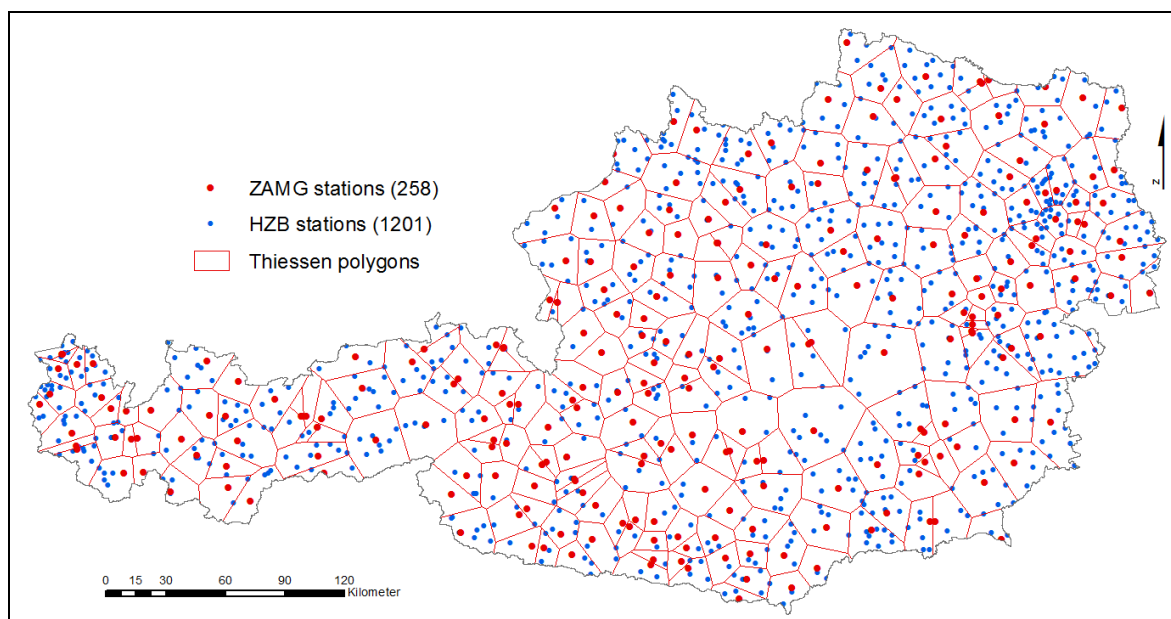 ZAMG stations (258)
HZB stations (1201)
Thiessen polygons
N
0 15 30 60 90 120
Kilometer